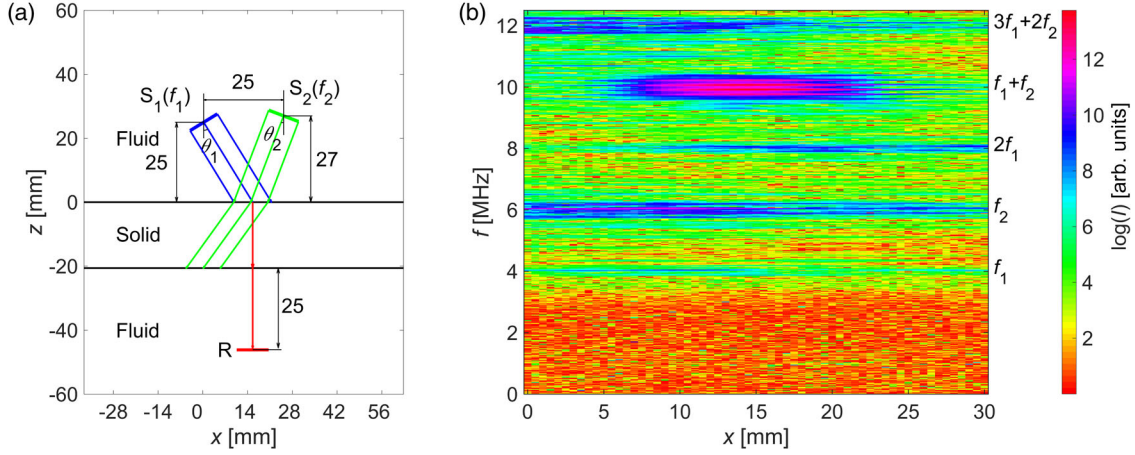 (a)
60
40
20
0
-20
-40
-60
z [mm]
-28 -14 0 14 28 42 56
x [mm]
25
S₁(f₁)
S₂(f₂)
Fluid
θ₁
θ₂
25
27
Solid
25
Fluid
R
(b)
12
10
8
6
4
2
0
f [MHz]
0 5 10 15 20 25 30
x [mm]
3f₁+2f₂
f₁+f₂
2f₁
f₂
f₁
12
10
8
6
4
2
log(I) [arb. units]